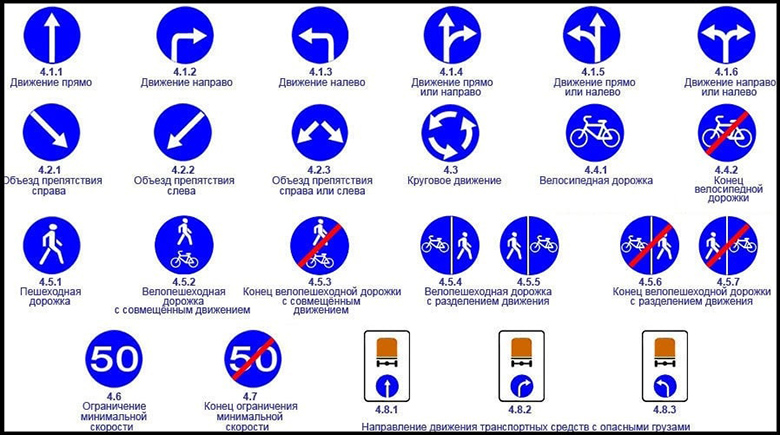 4.1.1
Движение прямо
4.1.2
Движение направо
4.1.3
Движение налево
4.1.4
Движение прямо
или направо
4.1.5
Движение прямо
или налево
4.1.6
Движение направо
или налево
4.2.1
Объезд препятствия
справа
4.2.2
Объезд препятствия
слева
4.2.3
Объезд препятствия
справа или слева
4.3
Круговое движение
4.4.1
Велосипедная дорожка
4.4.2
Конец
велосипедной
дорожки
4.5.1
Пешеходная
дорожка
4.5.2
Велопешеходная
дорожка
с совмещённым движением
4.5.3
Конец велопешеходной дорожки
с совмещённым
движением
4.5.4 4.5.5
Велопешеходная дорожка
с разделением движения
4.5.6 4.5.7
Конец велопешеходной дорожки
с разделением движения
50
4.6
Ограничение
минимальной
скорости
50
4.7
Конец ограничения
минимальной
скорости
4.8.1 4.8.2 4.8.3
Направление движения транспортных средств с опасными грузами